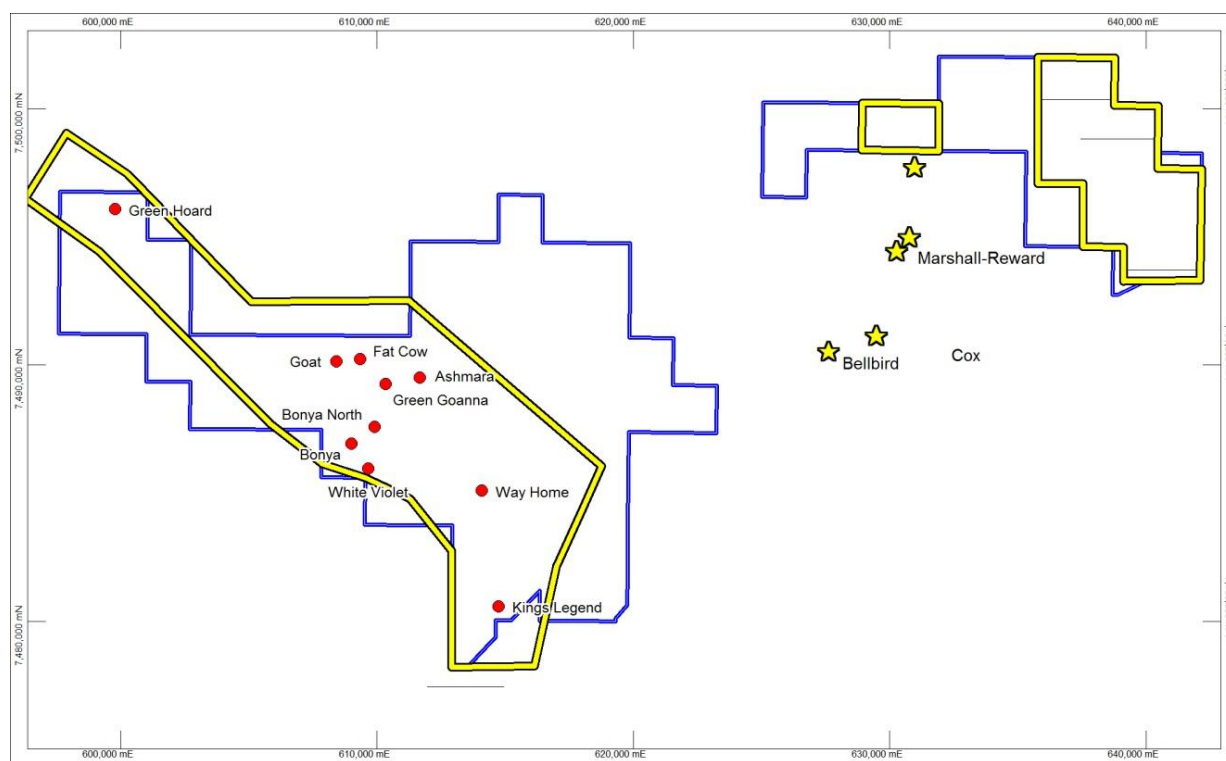 600,000 mE 610,000 mE 620,000 mE 630,000 mE 640,000 mE
7,500,000 mN
Green Hoard
Marshall-Reward
Goat
Fat Cow
Bellbird
Cox
7,490,000 mN
Ashmara
Green Goanna
Bonya North
Bonya
White Violet
Way Home
Kings Legend
7,480,000 mN
600,000 mE 610,000 mE 620,000 mE 630,000 mE 640,000 mE